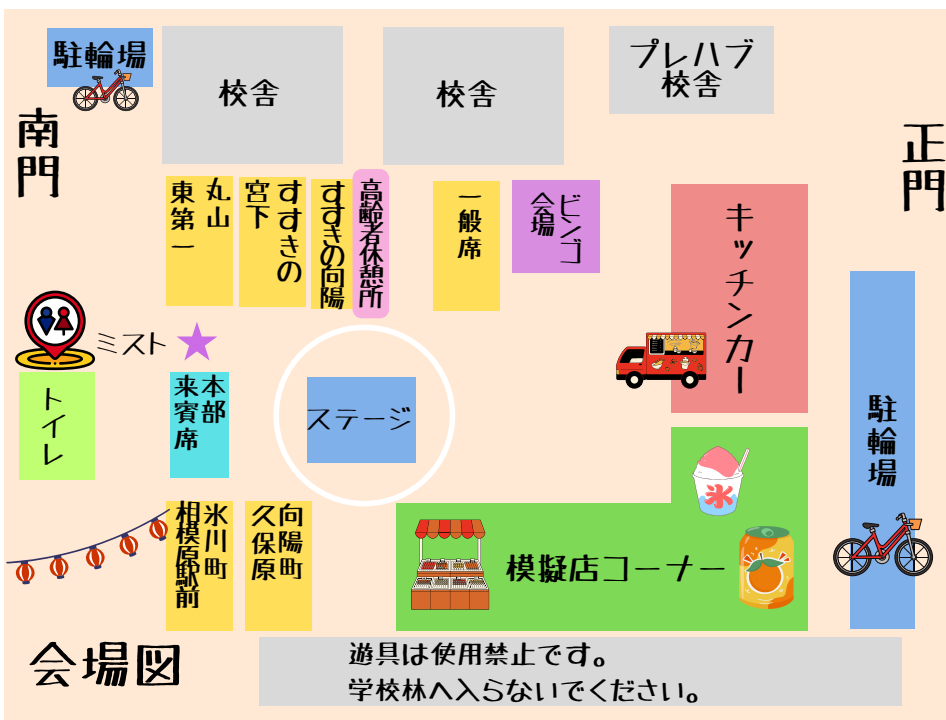 駐輪場
校舎
校舎
プレハブ
校舎
南門
正門
丸山
東第一
すすきの
宮下
すすきの向陽
高齢者休憩所
一般席
ビンゴ
会場
キッチンカー
ミスト
トイレ
本部
来賓席
ステージ
駐輪場
氷川町
相模原駅前
向陽町
久保原
氷
模擬店コーナー
会場図
遊具は使用禁止です。
学校林へ入らないでください。